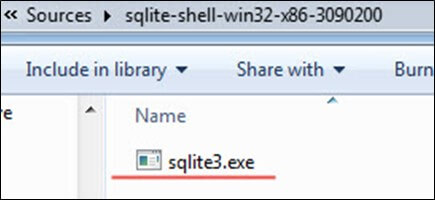 « Sources ▸ sqlite-shell-win32-x86-3090200
Include in library ▼ Share with ▼ Burn
Name
sqlite3.exe